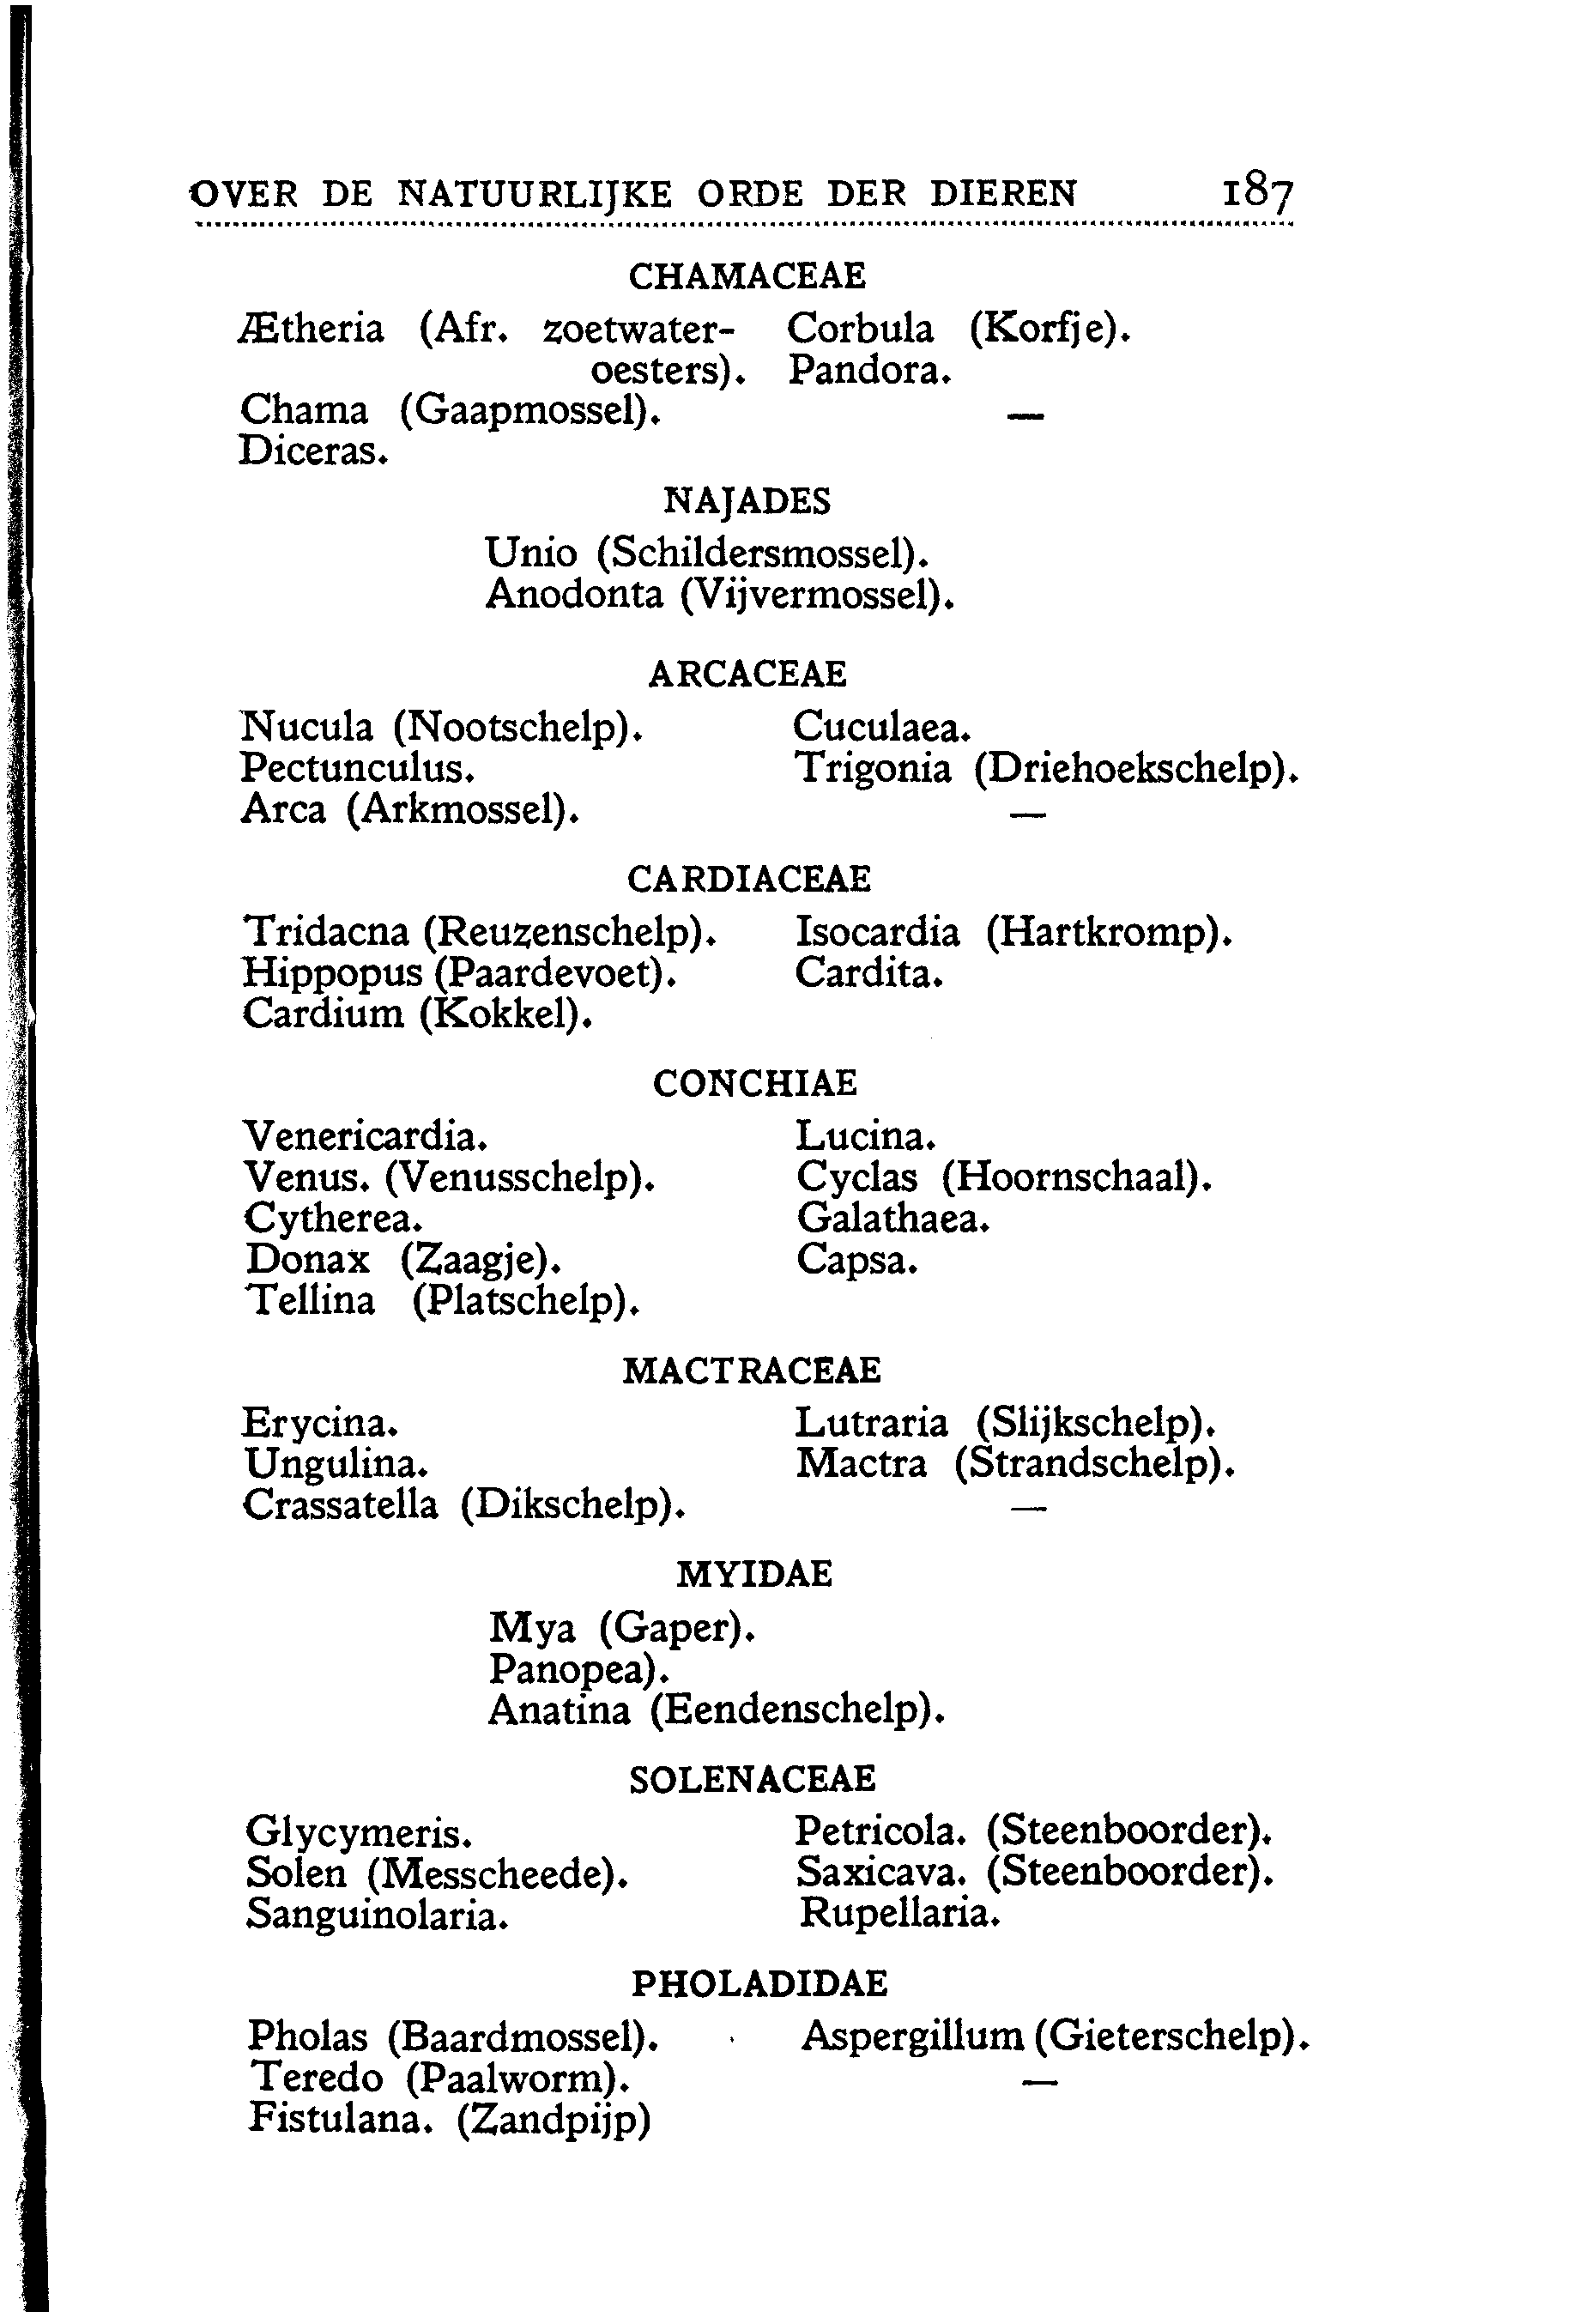 OVER DE NATUURLIJKE ORDE DER DIEREN 187
CHAMACEAE
Ætheria (Afr. zoetwater-
oesters).
Chama (Gaapmossel).
Diceras.
Corbula (Korfje).
Pandora.
—
NAJADES
Unio (Schildersmossel).
Anodonta (Vijvermossel).
ARCACEAE
Nucula (Nootschelp).
Pectunculus.
Arca (Arkmossel).
Cuculaea.
Trigonia (Driehoekschelp).
—
CARDIACEAE
Tridacna (Reuzenschelp).
Hippopus (Paardevoet).
Cardium (Kokkel).
Isocardia (Hartkromp).
Cardita.
CONCHIAE
Venericardia.
Venus. (Venusschelp).
Cytherea.
Donax (Zaagje).
Tellina (Platschelp).
Lucina.
Cyclas (Hoornschaal).
Galathaea.
Capsa.
MACTRACEAE
Erycina.
Ungulina.
Crassatella (Dikschelp).
Lutraria (Slijkschelp).
Mactra (Strandschelp).
—
MYIDAE
Mya (Gaper).
Panopea).
Anatina (Eendenschelp).
SOLENACEAE
Glycymeris.
Solen (Messcheede).
Sanguinolaria.
Petricola. (Steenboorder).
Saxicava. (Steenboorder).
Rupellaria.
PHOLADIDAE
Pholas (Baardmossel).
Teredo (Paalworm).
Fistulana. (Zandpijp)
Aspergillum (Gieterschelp).
—